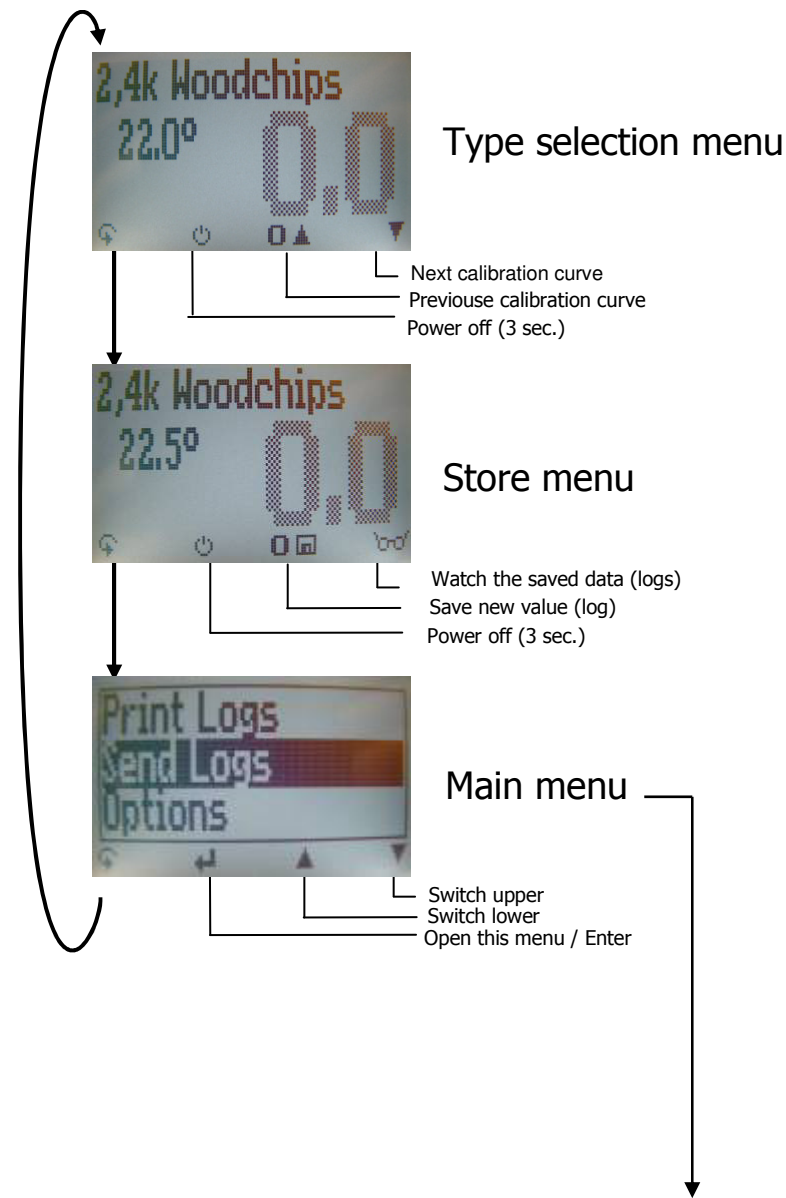 2,4k Woodchips
22.0º 0.0
Type selection menu
Next calibration curve
Previouse calibration curve
Power off (3 sec.)
2,4k Woodchips
22.5º 0.0
Store menu
Watch the saved data (logs)
Save new value (log)
Power off (3 sec.)
Print Logs
Send Logs
Options
Main menu
Switch upper
Switch lower
Open this menu / Enter